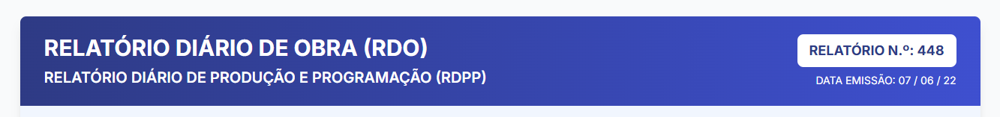 RELATÓRIO DIÁRIO DE OBRA (RDO)
RELATÓRIO DIÁRIO DE PRODUÇÃO E PROGRAMAÇÃO (RDPP)
RELATÓRIO N.º: 448
DATA EMISSÃO: 07 / 06 / 22